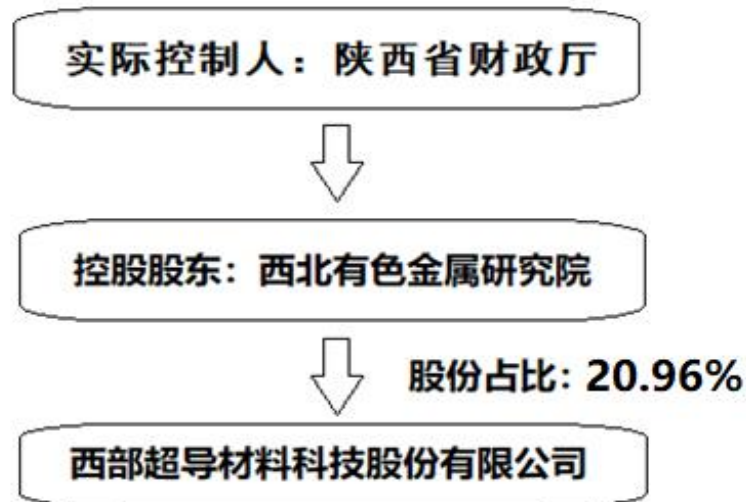 实际控制人：陕西省财政厅
控股股东：西北有色金属研究院
股份占比：20.96%
西部超导材料科技股份有限公司